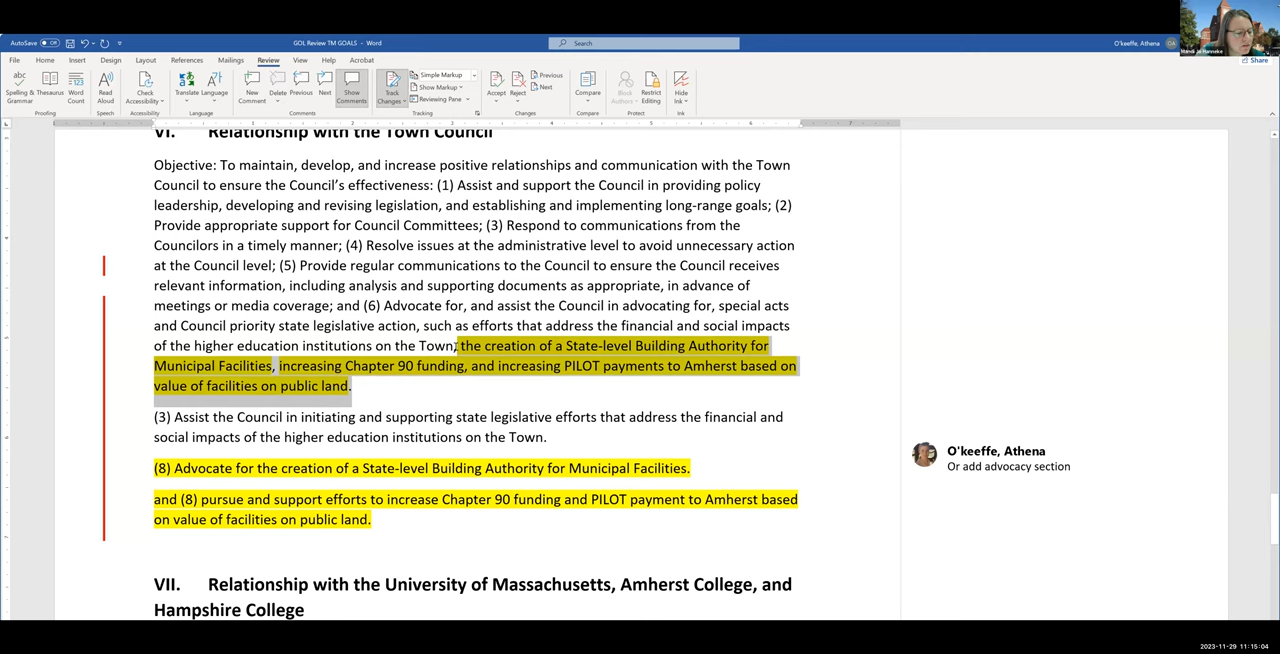 AutoSave Off
GOL Review TM GOALS - Word
Search
O'keeffe, Athena
OA
Mandi Jo Hanneke
File Home Insert Design Layout References Mailings Review View Help Acrobat
Share
Spelling & Grammar
Thesaurus
Word Count
Read Aloud
Check Accessibility
Translate
Language
New Comment
Delete
Previous
Next
Show Comments
Track Changes
Simple Markup
Show Markup
Reviewing Pane
Accept
Reject
Previous
Next
Compare
Block Authors
Restrict Editing
Hide Ink
Proofing
Speech
Accessibility
Language
Comments
Tracking
Changes
Compare
Protect
Ink
VI. Relationship with the Town Council
Objective: To maintain, develop, and increase positive relationships and communication with the Town
Council to ensure the Council's effectiveness: (1) Assist and support the Council in providing policy
leadership, developing and revising legislation, and establishing and implementing long-range goals; (2)
Provide appropriate support for Council Committees; (3) Respond to communications from the
Councilors in a timely manner; (4) Resolve issues at the administrative level to avoid unnecessary action
at the Council level; (5) Provide regular communications to the Council to ensure the Council receives
relevant information, including analysis and supporting documents as appropriate, in advance of
meetings or media coverage; and (6) Advocate for, and assist the Council in advocating for, special acts
and Council priority state legislative action, such as efforts that address the financial and social impacts
of the higher education institutions on the Town; the creation of a State-level Building Authority for
Municipal Facilities, increasing Chapter 90 funding, and increasing PILOT payments to Amherst based on
value of facilities on public land.
(3) Assist the Council in initiating and supporting state legislative efforts that address the financial and
social impacts of the higher education institutions on the Town.
(8) Advocate for the creation of a State-level Building Authority for Municipal Facilities.
and (8) pursue and support efforts to increase Chapter 90 funding and PILOT payment to Amherst based
on value of facilities on public land.
O'keeffe, Athena
Or add advocacy section
VII. Relationship with the University of Massachusetts, Amherst College, and
Hampshire College
2023-11-29 11:15:04